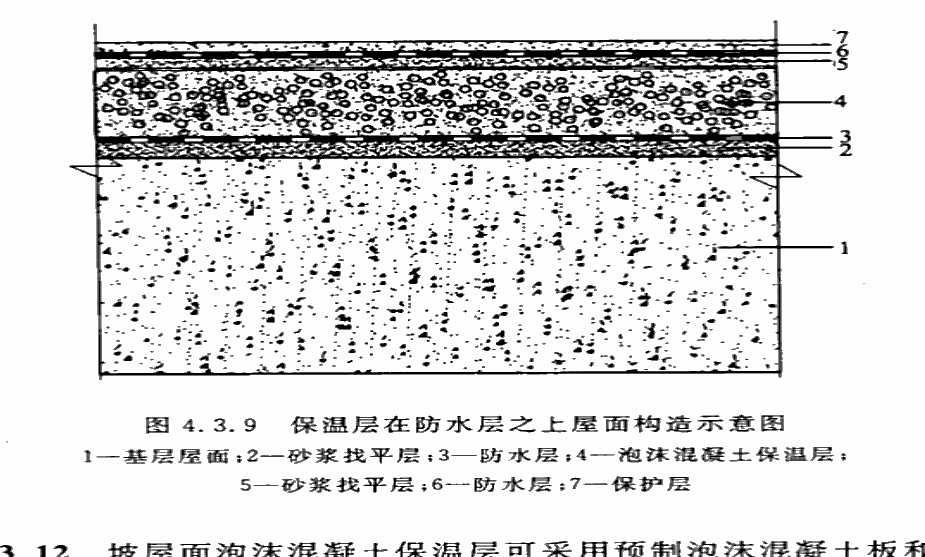 7
6
5
4
3
2
1
图 4.3.9 保温层在防水层之上屋面构造示意图
1—基层屋面;2—砂浆找平层;3—防水层;4—泡沫混凝土保温层;
5—砂浆找平层;6—防水层;7—保护层
3.12 坡屋面泡沫混凝土保温层可采用预制泡沫混凝土板和